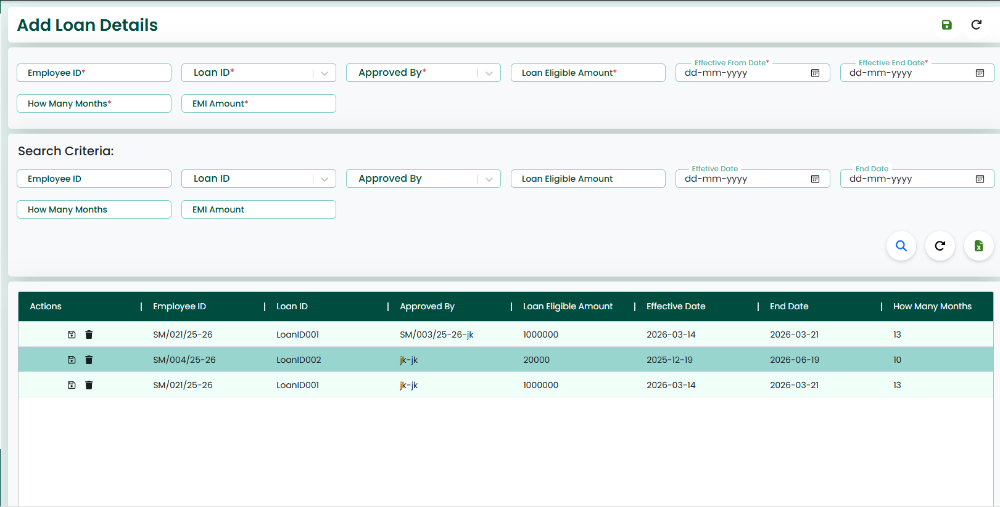 Add Loan Details
Employee ID* Loan ID* Approved By* Loan Eligible Amount* Effective From Date* dd-mm-yyyy Effective End Date* dd-mm-yyyy
How Many Months* EMI Amount*
Search Criteria:
Employee ID Loan ID Approved By Loan Eligible Amount Effetive Date dd-mm-yyyy End Date dd-mm-yyyy
How Many Months EMI Amount
Actions Employee ID Loan ID Approved By Loan Eligible Amount Effective Date End Date How Many Months
SM/021/25-26 LoanID001 SM/003/25-26-jk 1000000 2026-03-14 2026-03-21 13
SM/004/25-26 LoanID002 jk-jk 20000 2025-12-19 2026-06-19 10
SM/021/25-26 LoanID001 jk-jk 1000000 2026-03-14 2026-03-21 13